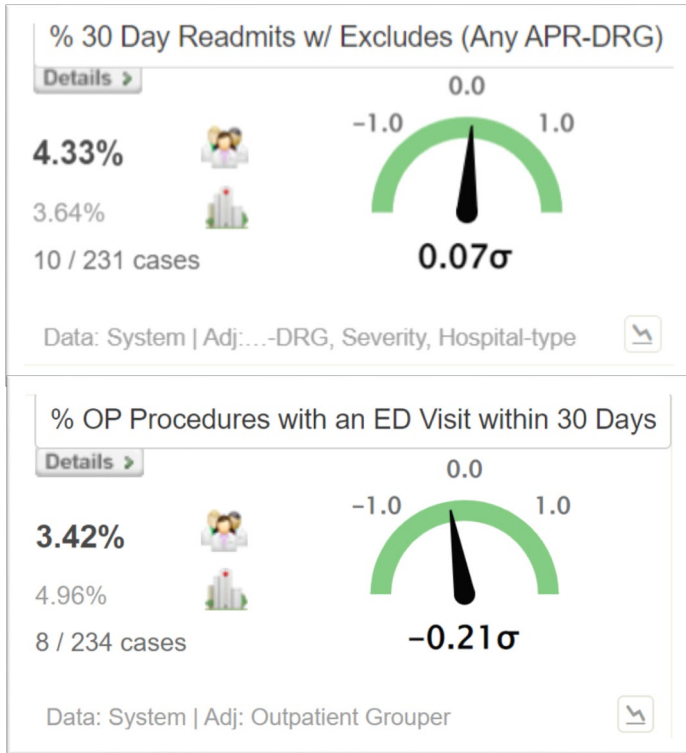 % 30 Day Readmits w/ Excludes (Any APR-DRG)
Details >
0.0
−1.0 1.0
4.33%
3.64%
0.07σ
10 / 231 cases
Data: System | Adj:...-DRG, Severity, Hospital-type
% OP Procedures with an ED Visit within 30 Days
Details >
0.0
−1.0 1.0
3.42%
4.96%
−0.21σ
8 / 234 cases
Data: System | Adj: Outpatient Grouper